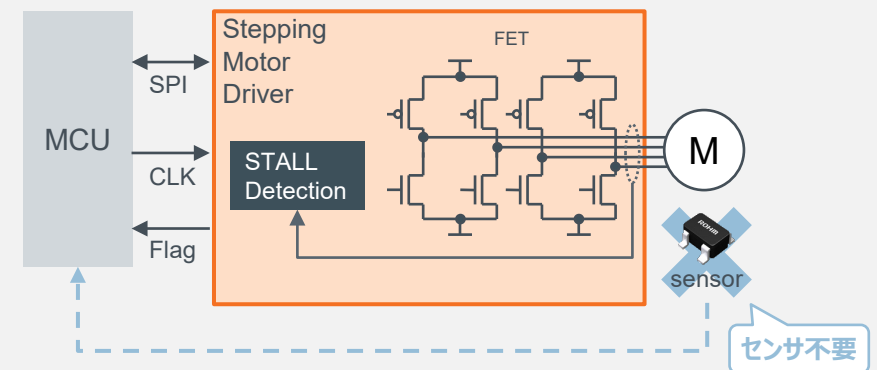 Stepping
Motor
Driver
FET
SPI
MCU
CLK
STALL
Detection
M
Flag
ROHM
sensor
センサ不要